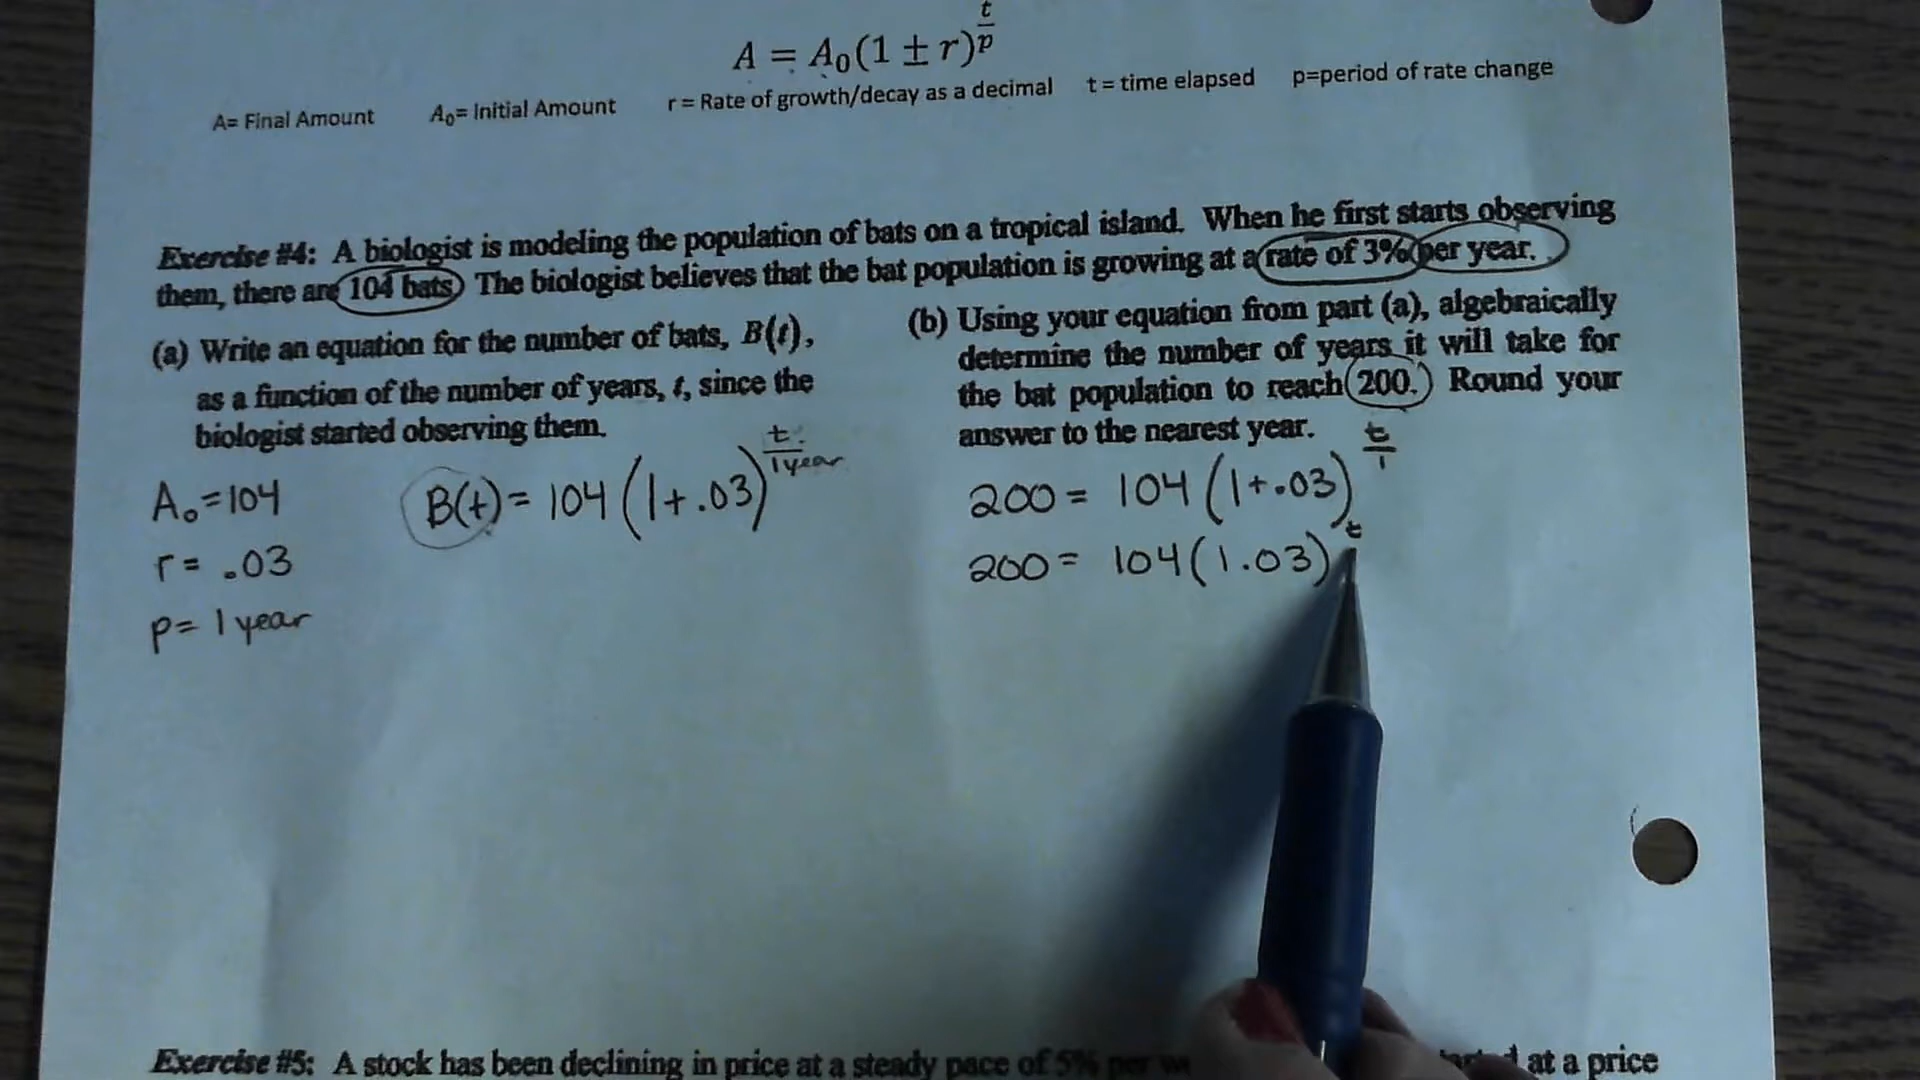 A = A₀(1 ± r)^(t/p)
A= Final Amount A₀= Initial Amount r = Rate of growth/decay as a decimal t = time elapsed p=period of rate change
Exercise #4: A biologist is modeling the population of bats on a tropical island. When he first starts observing
them, there are 104 bats. The biologist believes that the bat population is growing at a rate of 3% per year.
(a) Write an equation for the number of bats, B(t),
as a function of the number of years, t, since the
biologist started observing them.
A₀ = 104
r = .03
p = 1 year
B(t) = 104(1+.03)^(t/1 year)
(b) Using your equation from part (a), algebraically
determine the number of years it will take for
the bat population to reach 200. Round your
answer to the nearest year.
200 = 104(1+.03)^(t/1)
200 = 104(1.03)^t
Exercise #5: A stock has been declining in price at a steady pace of 5% per at a price